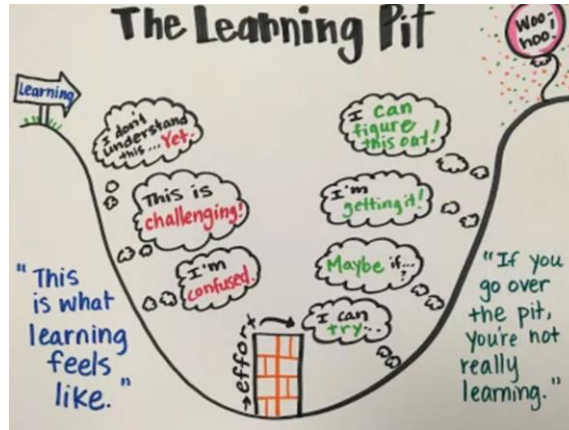 The Learning Pit
Woo-
hoo!
Learning
I don't
understand
this... Yet.
This is
challenging!
I'm
confused.
I can
figure
this out!
I'm
getting it!
Maybe if...
?
I can
try...
effort
"This
is what
learning
feels
like."
"If you
go over
the pit,
you're not
really
learning."